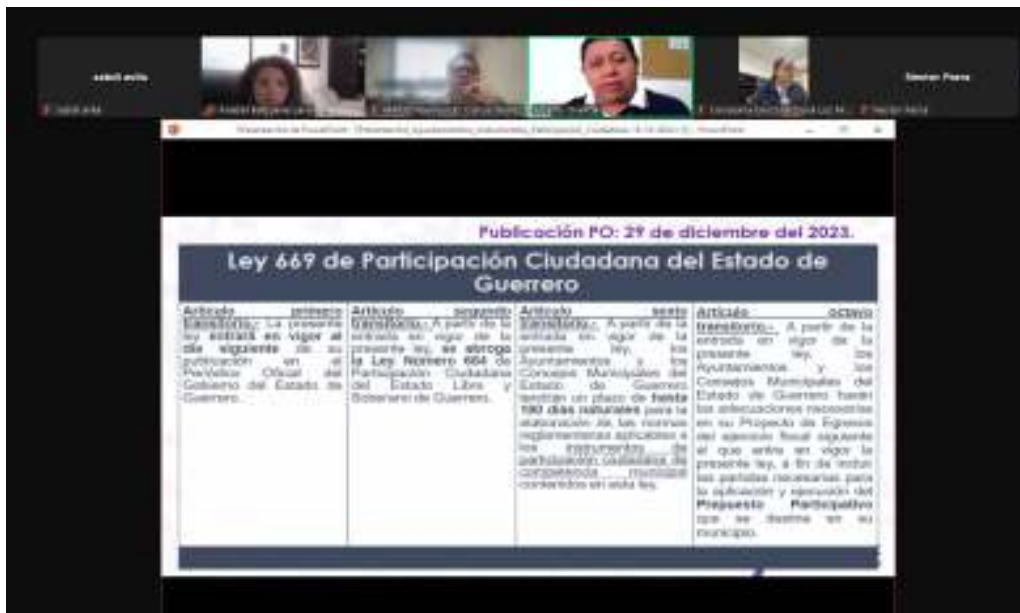 sabdi avila
Nestor Parra
Publicación PO: 29 de diciembre del 2023.
Ley 669 de Participación Ciudadana del Estado de
Guerrero
Artículo primero
transitorio.- La presente
ley entrará en vigor al
día siguiente de su
publicación en el
Periódico Oficial del
Gobierno del Estado de
Guerrero.
Artículo segundo
transitorio.- A partir de la
entrada en vigor de la
presente ley, se abroga
la Ley Número 684 de
Participación Ciudadana
del Estado Libre y
Soberano de Guerrero.
Artículo sexto
transitorio.- A partir de la
entrada en vigor de la
presente ley, los
Ayuntamientos y los
Consejos Municipales del
Estado de Guerrero
tendrán un plazo de hasta
180 días naturales para la
elaboración de las normas
reglamentarias aplicables a
los instrumentos de
participación ciudadana de
competencia municipal
contenidos en esta ley.
Artículo octavo
transitorio.- A partir de la
entrada en vigor de la
presente ley, los
Ayuntamientos y los
Consejos Municipales del
Estado de Guerrero harán
las adecuaciones necesarias
en su Proyecto de Egresos
del ejercicio fiscal siguiente
al que entre en vigor la
presente ley, a fin de incluir
las partidas necesarias para
la aplicación y ejecución del
Presupuesto Participativo
que se destine en su
municipio.